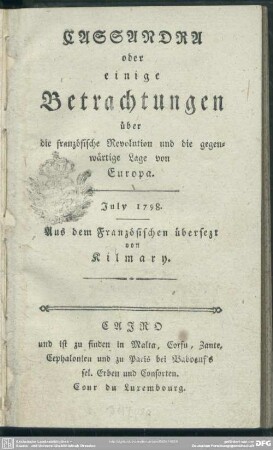 CASSANDRA
oder
einige
Betrachtungen
über
die französische Revolution und die gegen-
wärtige Lage von
Europa.
July 1798.
Aus dem Französischen übersezt
von
Kilmary.
CAIRO
und ist zu finden in Malta, Corfu, Zante,
Cephalonien und zu Paris bei Baboeuf's
sel. Erben und Consorten.
Cour du Luxembourg.